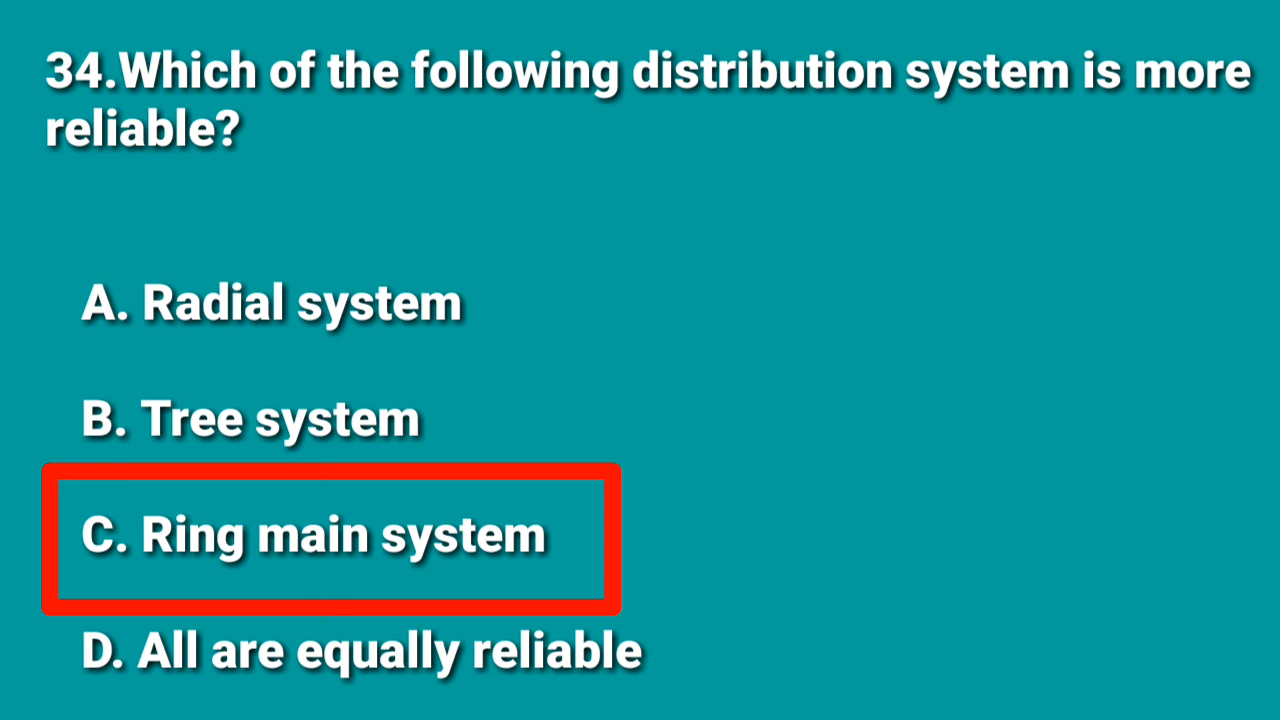 34.Which of the following distribution system is more
reliable?
A. Radial system
B. Tree system
C. Ring main system
D. All are equally reliable